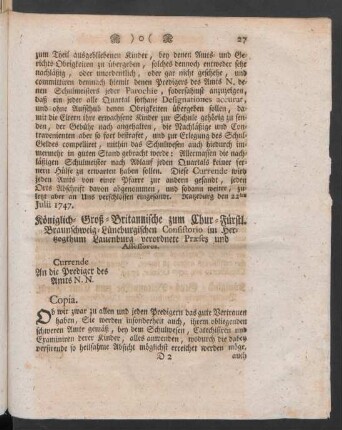 )o(
27
zum Theil ausgebliebenen Kinder, bey denen Amts- und Ge-
richts-Obrigkeiten zu übergeben, solches dennoch entweder sehr
nachläßig, oder unordentlich, oder gar nicht geschehe, und
committiren demnach hiemit denen Predigern des Amts N. de-
nen Schulmeistern jeder Parochie, fodersahmst anzuzeigen,
daß ein jeder alle Quartal sothane Designationes accurat,
und ohne Aufschub denen Obrigkeiten übergeben sollen, da-
mit die Eltern ihre erwachsene Kinder zur Schule gehörig zu sen-
den, der Gebühr nach angehalten, die Nachläßige und Con-
travenienten aber so fort bestrafet, und zur Erlegung des Schul-
Geldes compelliret, mithin das Schulwesen auch hiedurch im-
mermehr in guten Stand gebracht werde; Allermaßen die nach-
läßigen Schulmeister nach Ablauf jeden Quartals keiner fer-
nern Hülfe zu erwarten haben sollen. Diese Currende wird
jeden Amts von einer Pfarre zur andern gesandt, jeden
Orts Abschrift davon abgenommen, und sodann weiter, zu-
letzt aber an Uns verschlossen eingesandt. Ratzeburg den 22ten
Julii 1747.
Königlich- Groß-Britannische zum Chur-Fürstl.
Braunschweig-Lüneburgischen Consistorio im Her-
tzogthum Lauenburg verordnete Præses und
Assessores.
Currende
An die Prediger des
Amts N. N.
Copia.
Ob wir zwar zu allen und jeden Predigern das gute Vertrauen
haben, Sie werden insonderheit auch, ihrem obliegenden
schweren Amte gemäß, bey dem Schulwesen, Catechisiren und
Examiniren derer Kinder, alles anwenden, wodurch die dabey
versirende so heilsahme Absicht möglichst erreichet werden möge,
D 2
auch